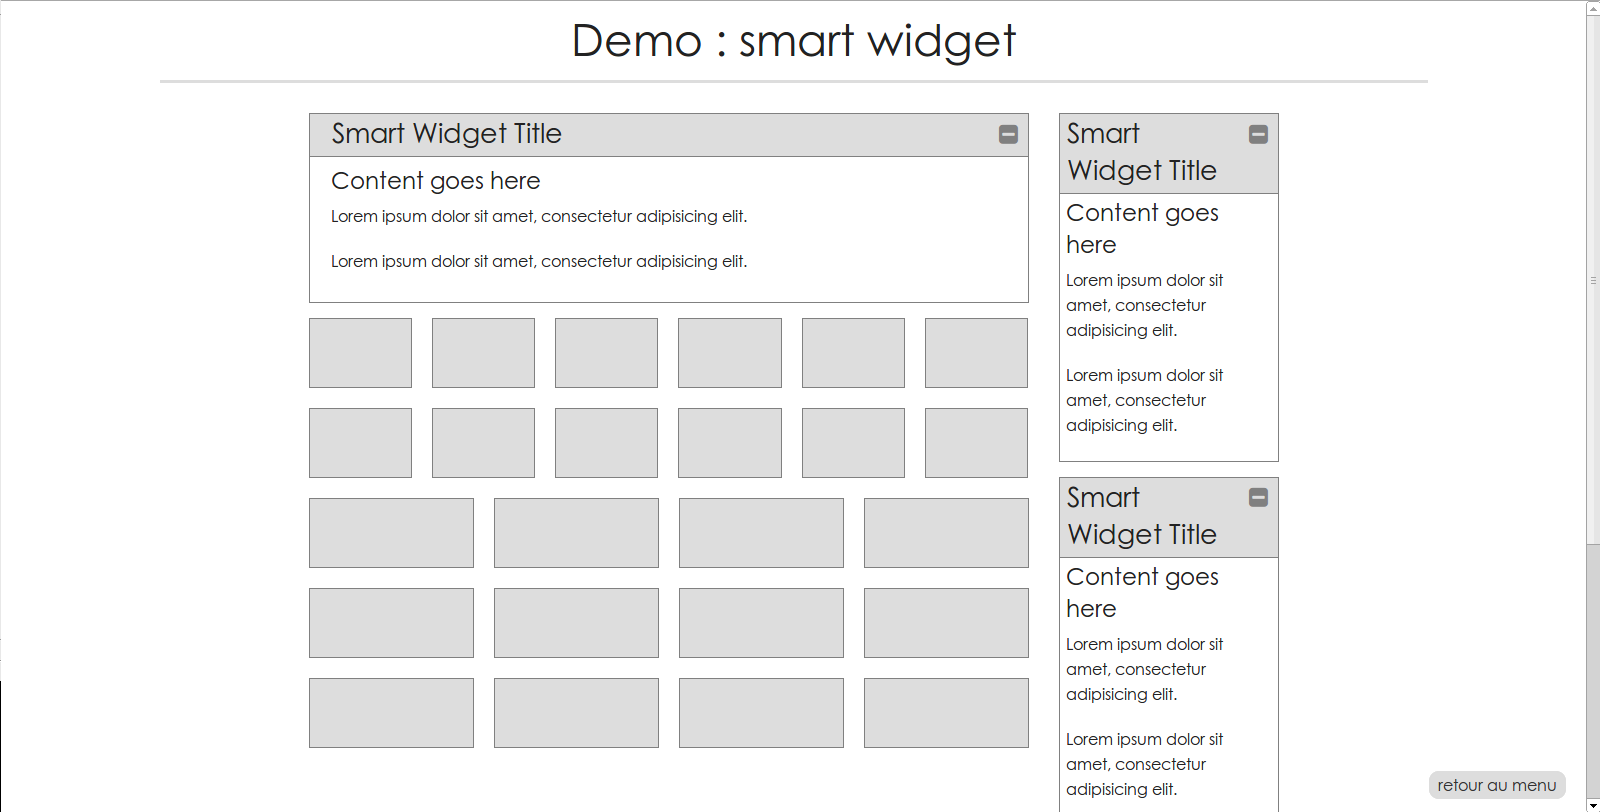 Demo : smart widget
Smart Widget Title
Content goes here
Lorem ipsum dolor sit amet, consectetur adipisicing elit.
Lorem ipsum dolor sit amet, consectetur adipisicing elit.
Smart
Widget Title
Content goes
here
Lorem ipsum dolor sit
amet, consectetur
adipisicing elit.
Lorem ipsum dolor sit
amet, consectetur
adipisicing elit.
Smart
Widget Title
Content goes
here
Lorem ipsum dolor sit
amet, consectetur
adipisicing elit.
Lorem ipsum dolor sit
amet, consectetur
adipisicing elit.
retour au menu